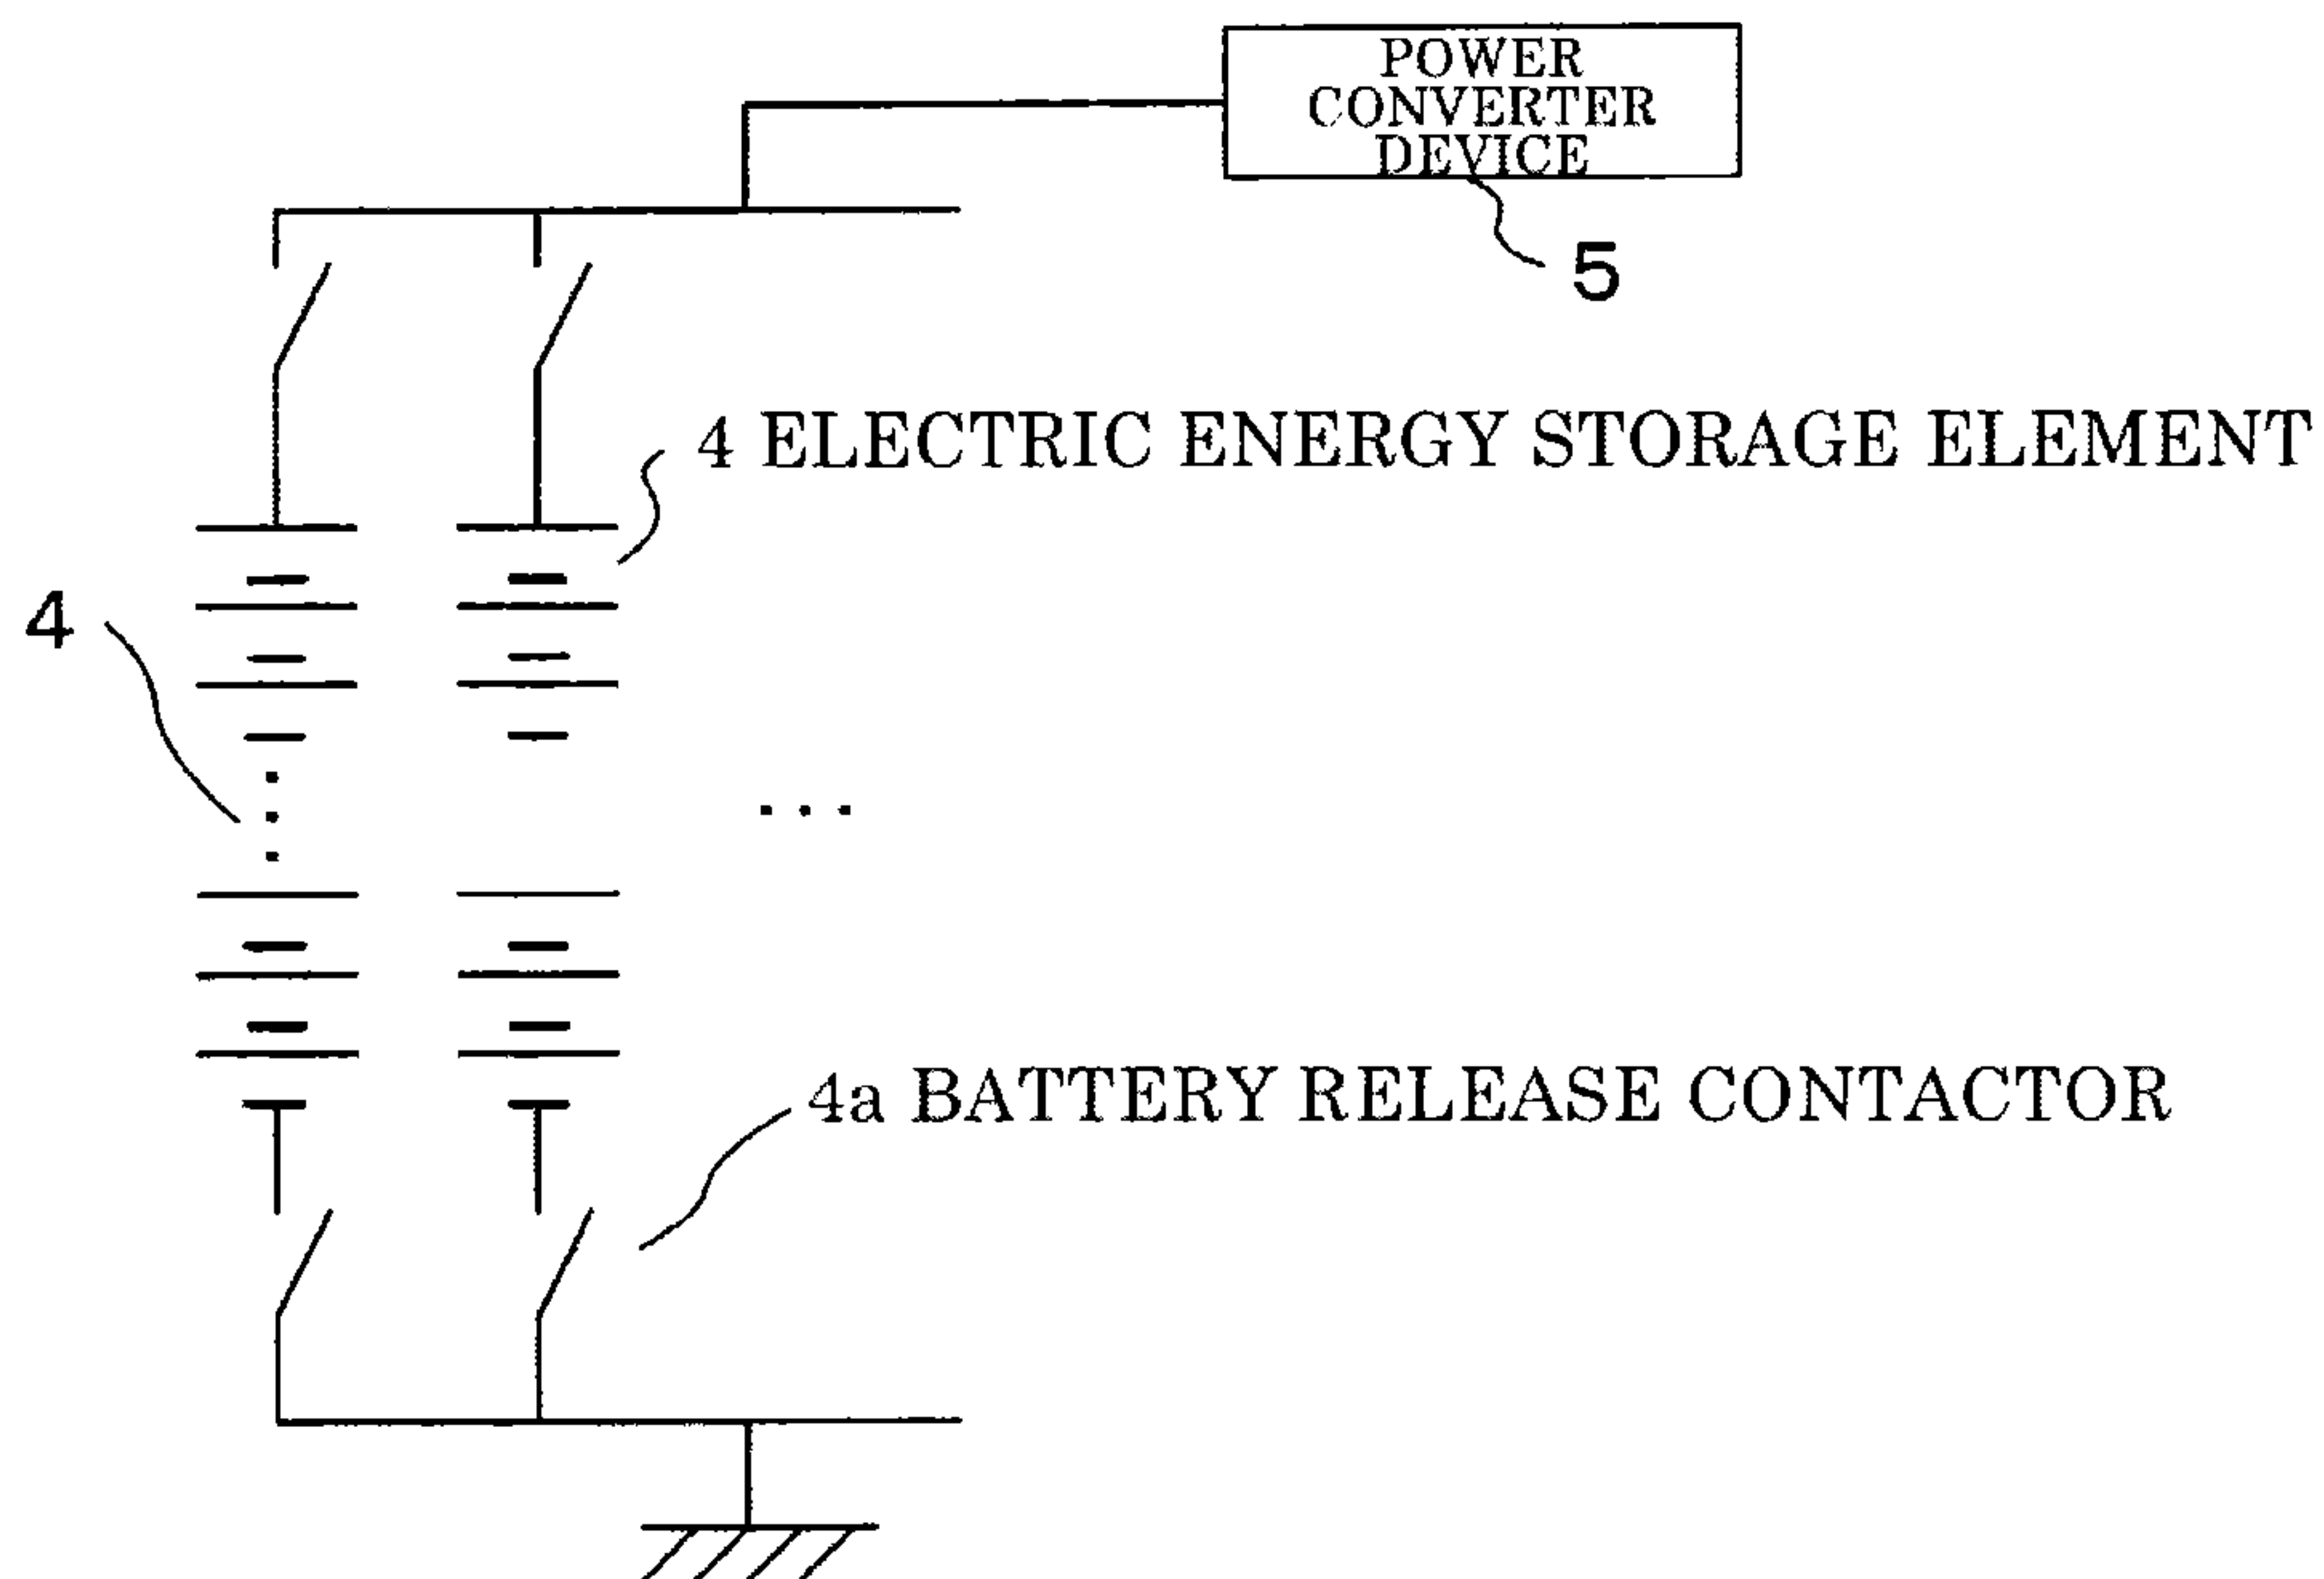 POWER
CONVERTER
DEVICE
5
4 ELECTRIC ENERGY STORAGE ELEMENT
4
4a BATTERY RELEASE CONTACTOR